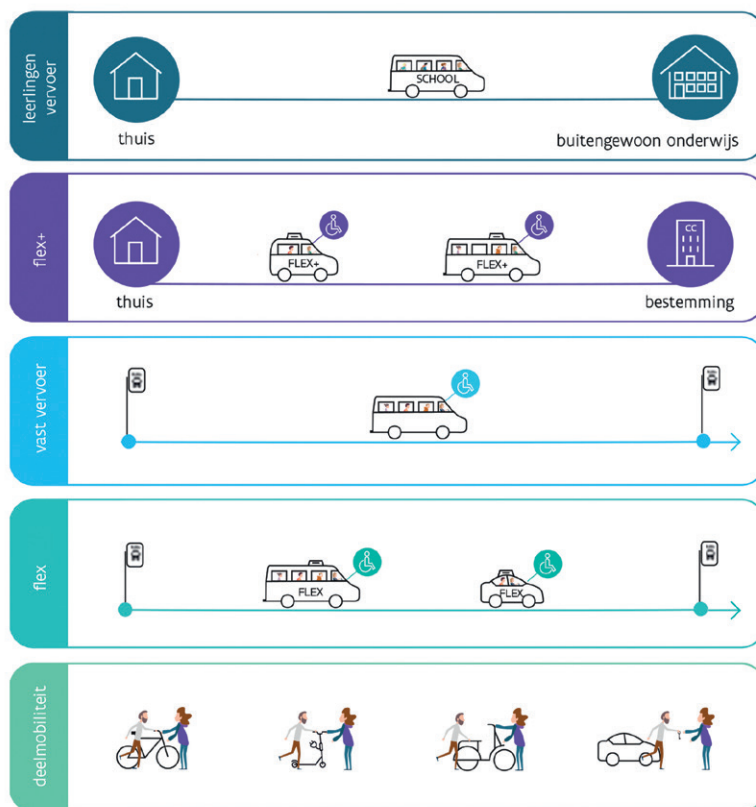 leerlingen
vervoer
SCHOOL
thuis
buitengewoon onderwijs
flex+
FLEX+
FLEX+
CC
thuis
bestemming
vast vervoer
flex
FLEX
FLEX
deelmobiliteit